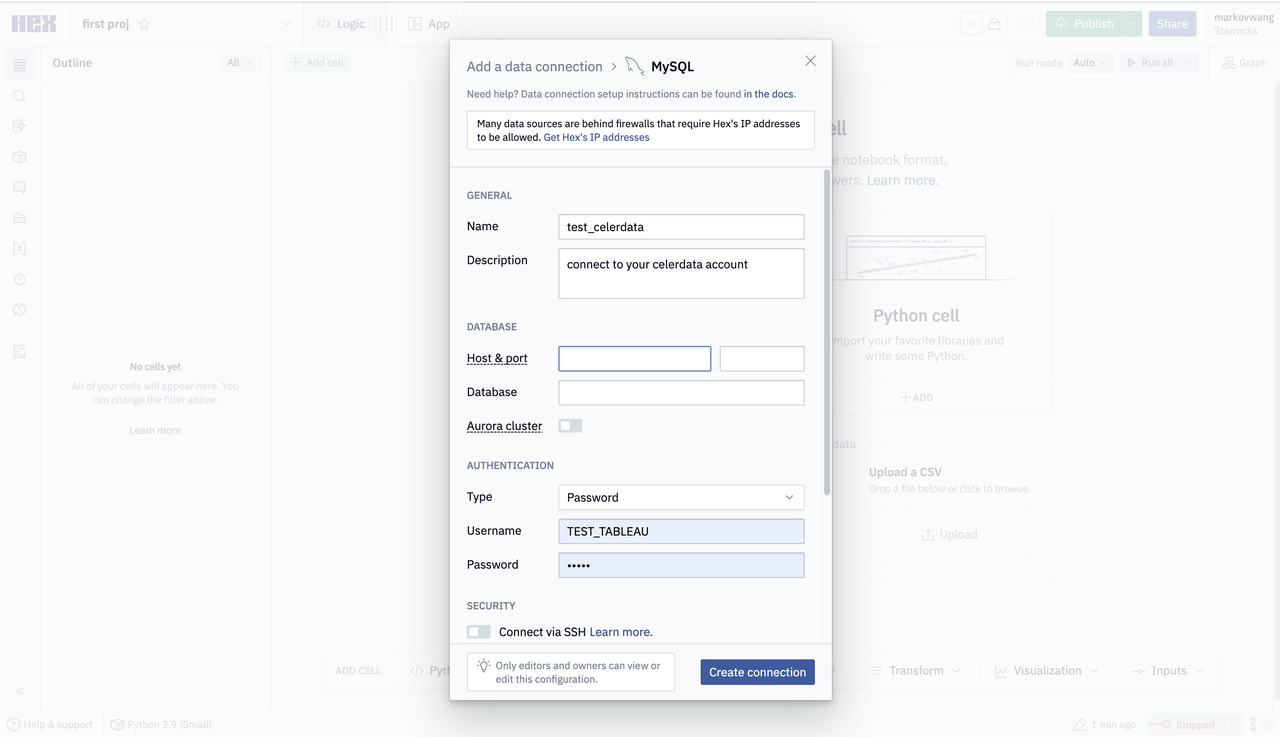 HEX
first proj
</> Logic
App
Publish
Share
markovwang
Starrocks
Outline
All
Add cell
Run mode
Auto
Run all
Graph
Add a data connection > MySQL
Need help? Data connection setup instructions can be found in the docs.
Many data sources are behind firewalls that require Hex's IP addresses
to be allowed. Get Hex's IP addresses
GENERAL
Name
test_celerdata
Description
connect to your celerdata account
DATABASE
Host & port
Database
Aurora cluster
AUTHENTICATION
Type
Password
Username
TEST_TABLEAU
Password
•••••
SECURITY
Connect via SSH Learn more.
Only editors and owners can view or
edit this configuration.
Create connection
No cells yet
All of your cells will appear here. You
can change the filter above.
Learn more
ell
e notebook format,
wers. Learn more.
Python cell
mport your favorite libraries and
write some Python.
ADD
data
Upload a CSV
Drop a file below or click to browse.
Upload
ADD CELL
</> Pyth
Transform
Visualization
Inputs
Help & support
Python 3.9 (Small)
1 min ago
Stopped